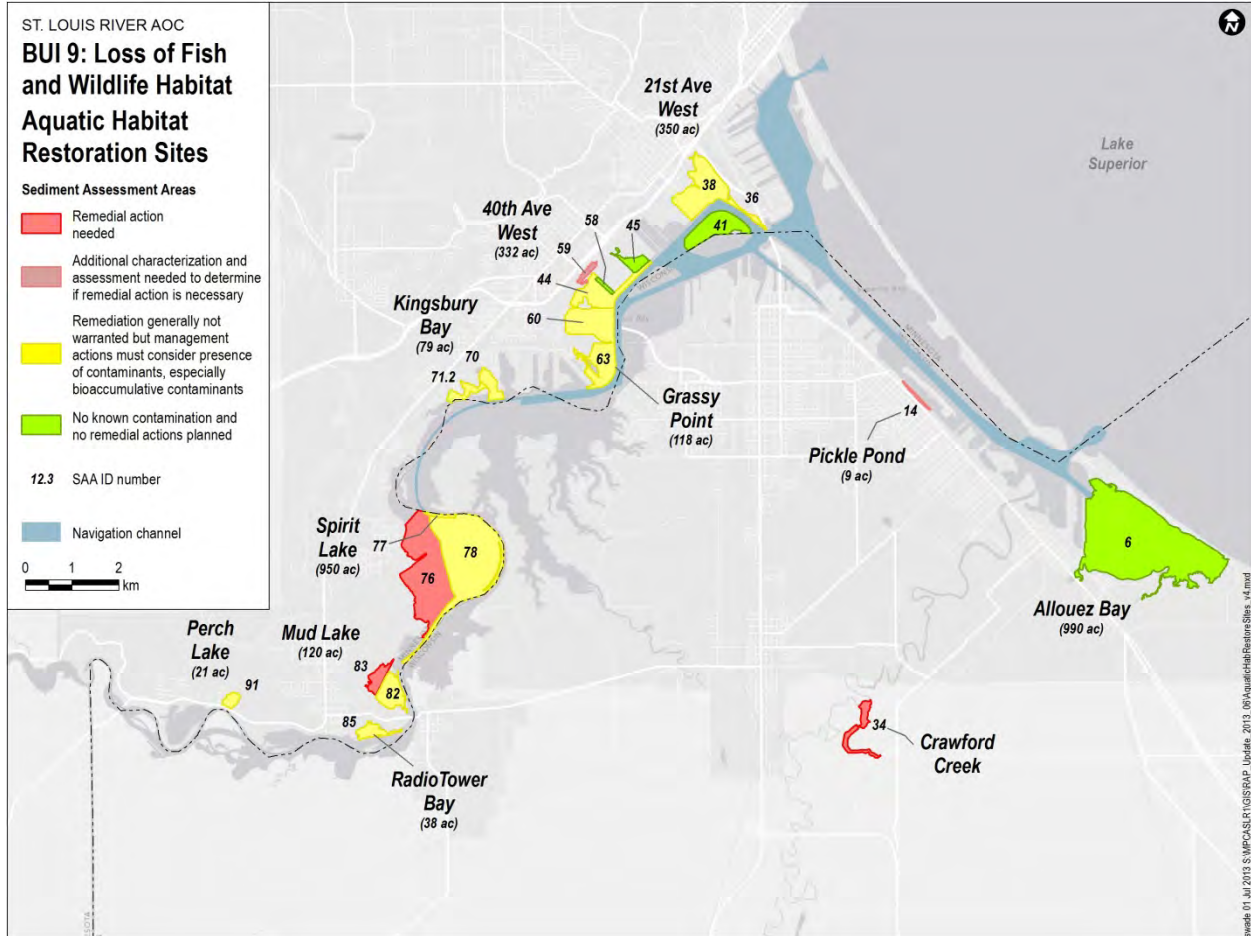 ST. LOUIS RIVER AOC
BUI 9: Loss of Fish
and Wildlife Habitat
Aquatic Habitat
Restoration Sites
Sediment Assessment Areas
Remedial action
needed
Additional characterization and
assessment needed to determine
if remedial action is necessary
Remediation generally not
warranted but management
actions must consider presence
of contaminants, especially
bioaccumulative contaminants
No known contamination and
no remedial actions planned
12.3 SAA ID number
Navigation channel
0 1 2
km
N
21st Ave
West
(350 ac)
38
36
41
Lake
Superior
40th Ave
West
(332 ac)
58
45
59
44
60
63
WISCONSIN
MINNESOTA
Kingsbury
Bay
(79 ac)
70
71.2
Grassy
Point
(118 ac)
14
Pickle Pond
(9 ac)
6
Allouez Bay
(990 ac)
Spirit
Lake
(950 ac)
77
78
76
Mud Lake
(120 ac)
83
82
Perch
Lake
(21 ac)
91
85
RadioTower
Bay
(38 ac)
34
Crawford
Creek